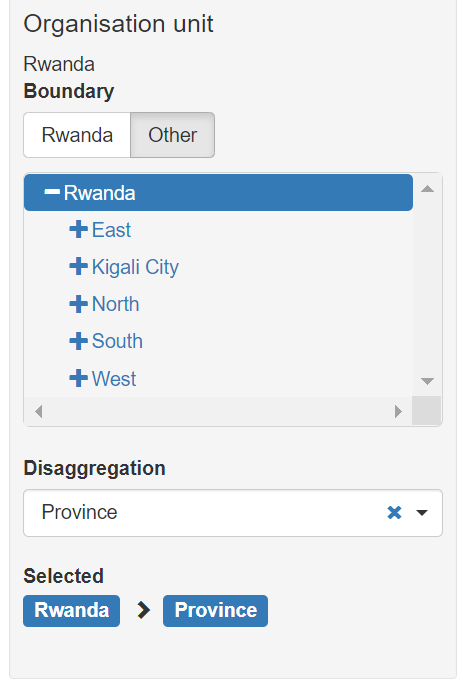 Organisation unit
Rwanda
Boundary
Rwanda Other
Rwanda
East
Kigali City
North
South
West
Disaggregation
Province
Selected
Rwanda Province